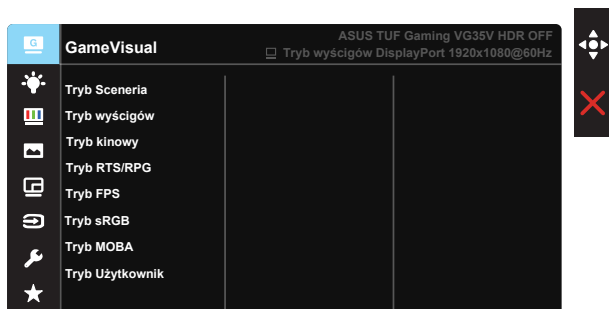 G
GameVisual
ASUS TUF Gaming VG35V HDR OFF
Tryb wyścigów DisplayPort 1920x1080@60Hz
Tryb Sceneria
Tryb wyścigów
Tryb kinowy
Tryb RTS/RPG
Tryb FPS
Tryb sRGB
Tryb MOBA
Tryb Użytkownik